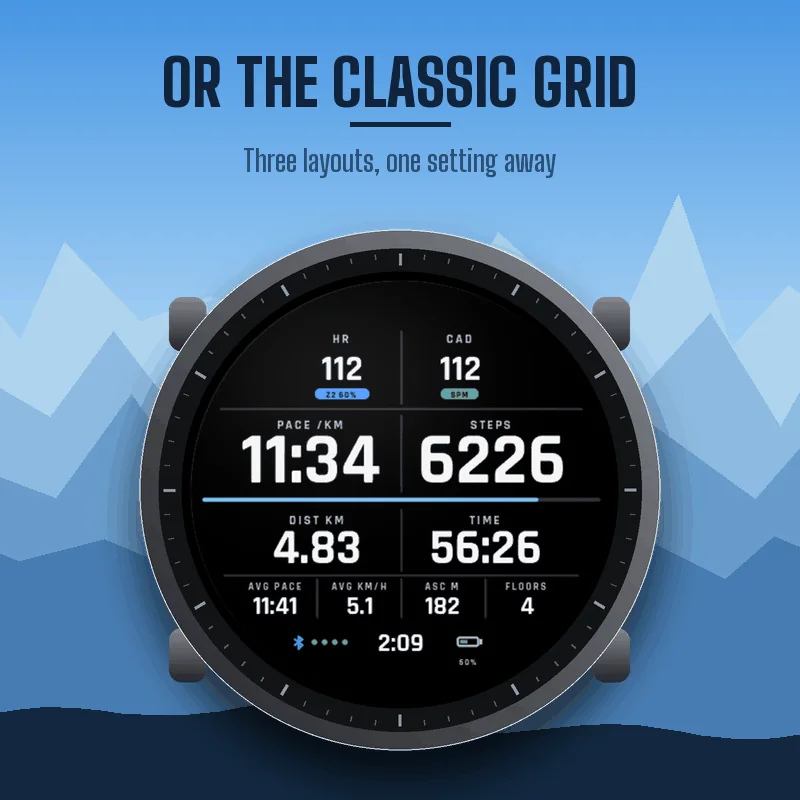 OR THE CLASSIC GRID
Three layouts, one setting away
HR CAD
112 112
Z2 60% SPM
PACE /KM STEPS
11:34 6226
DIST KM TIME
4.83 56:26
AVG PACE AVG KM/H ASC M FLOORS
11:41 5.1 182 4
2:09
50%